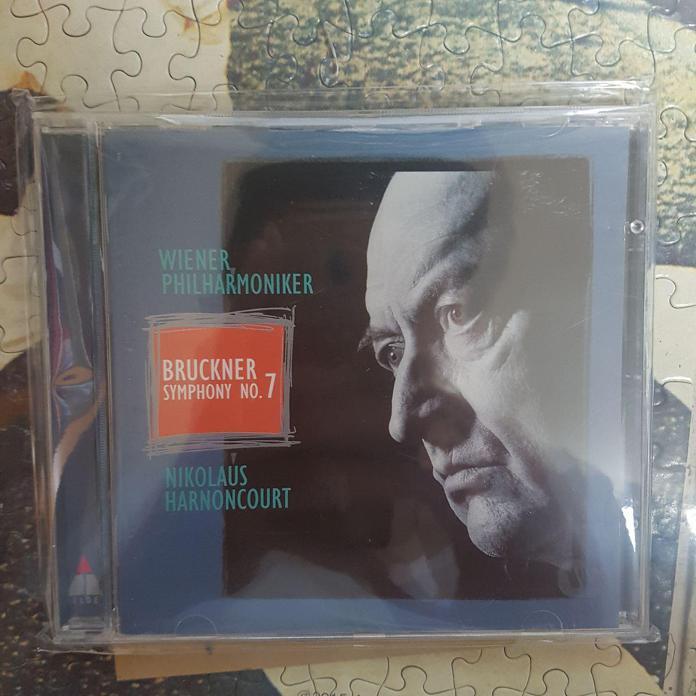 WIENER
PHILHARMONIKER
BRUCKNER
SYMPHONY NO. 7
NIKOLAUS
HARNONCOURT